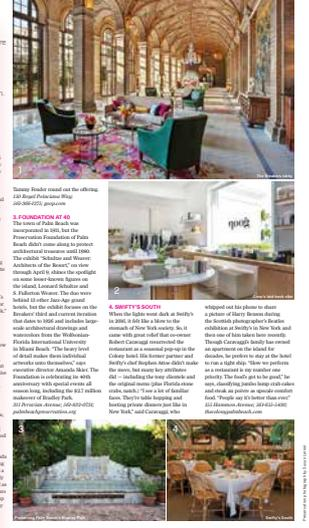 1
The Breakers lobby
Tammy Fender round out the offering.
150 Royal Poinciana Way,
goop.com
3. FOUNDATION AT 40
The town of Palm Beach was
incorporated in 1911, but the
Preservation Foundation of Palm
Beach didn't come along to protect
architectural treasures until 1980.
The exhibit "Schultze and Weaver:
Architects of the Resort," on view
through April 9, shines the spotlight
on some lesser-known figures on
the island, Leonard Schultze and
S. Fullerton Weaver. The duo were
behind 13 other Jazz-Age grand
hotels, but the exhibit focuses on the
Breakers' third and current iteration
that dates to 1926 and includes large-
scale architectural drawings and
watercolors from the Wolfsonian-
Florida International University
in Miami Beach. "The heavy level
of detail makes them individual
artworks unto themselves," says
executive director Amanda Skier. The
Foundation is celebrating its 40th
anniversary with special events all
season long, including the $2.7 million
makeover of Bradley Park.
palmbeachpreservation.org
goop
2
4. SWIFTY'S SOUTH
When the lights went dark at Swifty's
in 2016, it felt like a blow to the
stomach of New York society. So, it
came with great relief that co-owner
Robert Caravaggi resurrected the
restaurant as a seasonal pop-up in the
Colony hotel. His former partner and
Swifty's chef Stephen Attoe didn't make
the move, but many key attributes
did — including the tony clientele and
the original menu (plus Florida stone
crabs, natch.) "I see a lot of familiar
faces. They're table hopping and
hosting private dinners just like in
New York," said Caravaggi, who
whipped out his phone to share
a picture of Harry Benson during
the Scottish photographer's Beatles
exhibition at Swifty's in New York and
then one of him taken here recently.
Though Caravaggi's family has owned
an apartment on the island for
decades, he prefers to stay at the hotel
to run a tight ship. "How we perform
as a restaurant is my number one
priority. The food's got to be good," he
says, classifying jumbo lump crab cakes
and steak au poivre as upscale comfort
food. "People say it's better than ever."
155 Hammon Avenue,
thecolonypalmbeach.com
3
Swifty's South